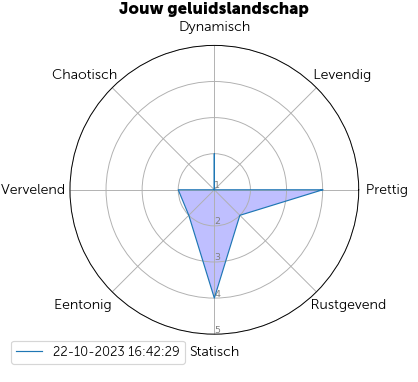 Jouw geluidslandschap
Dynamisch
Chaotisch
Levendig
Vervelend
1
Prettig
2
3
4
Eentonig
Rustgevend
5
22-10-2023 16:42:29
Statisch